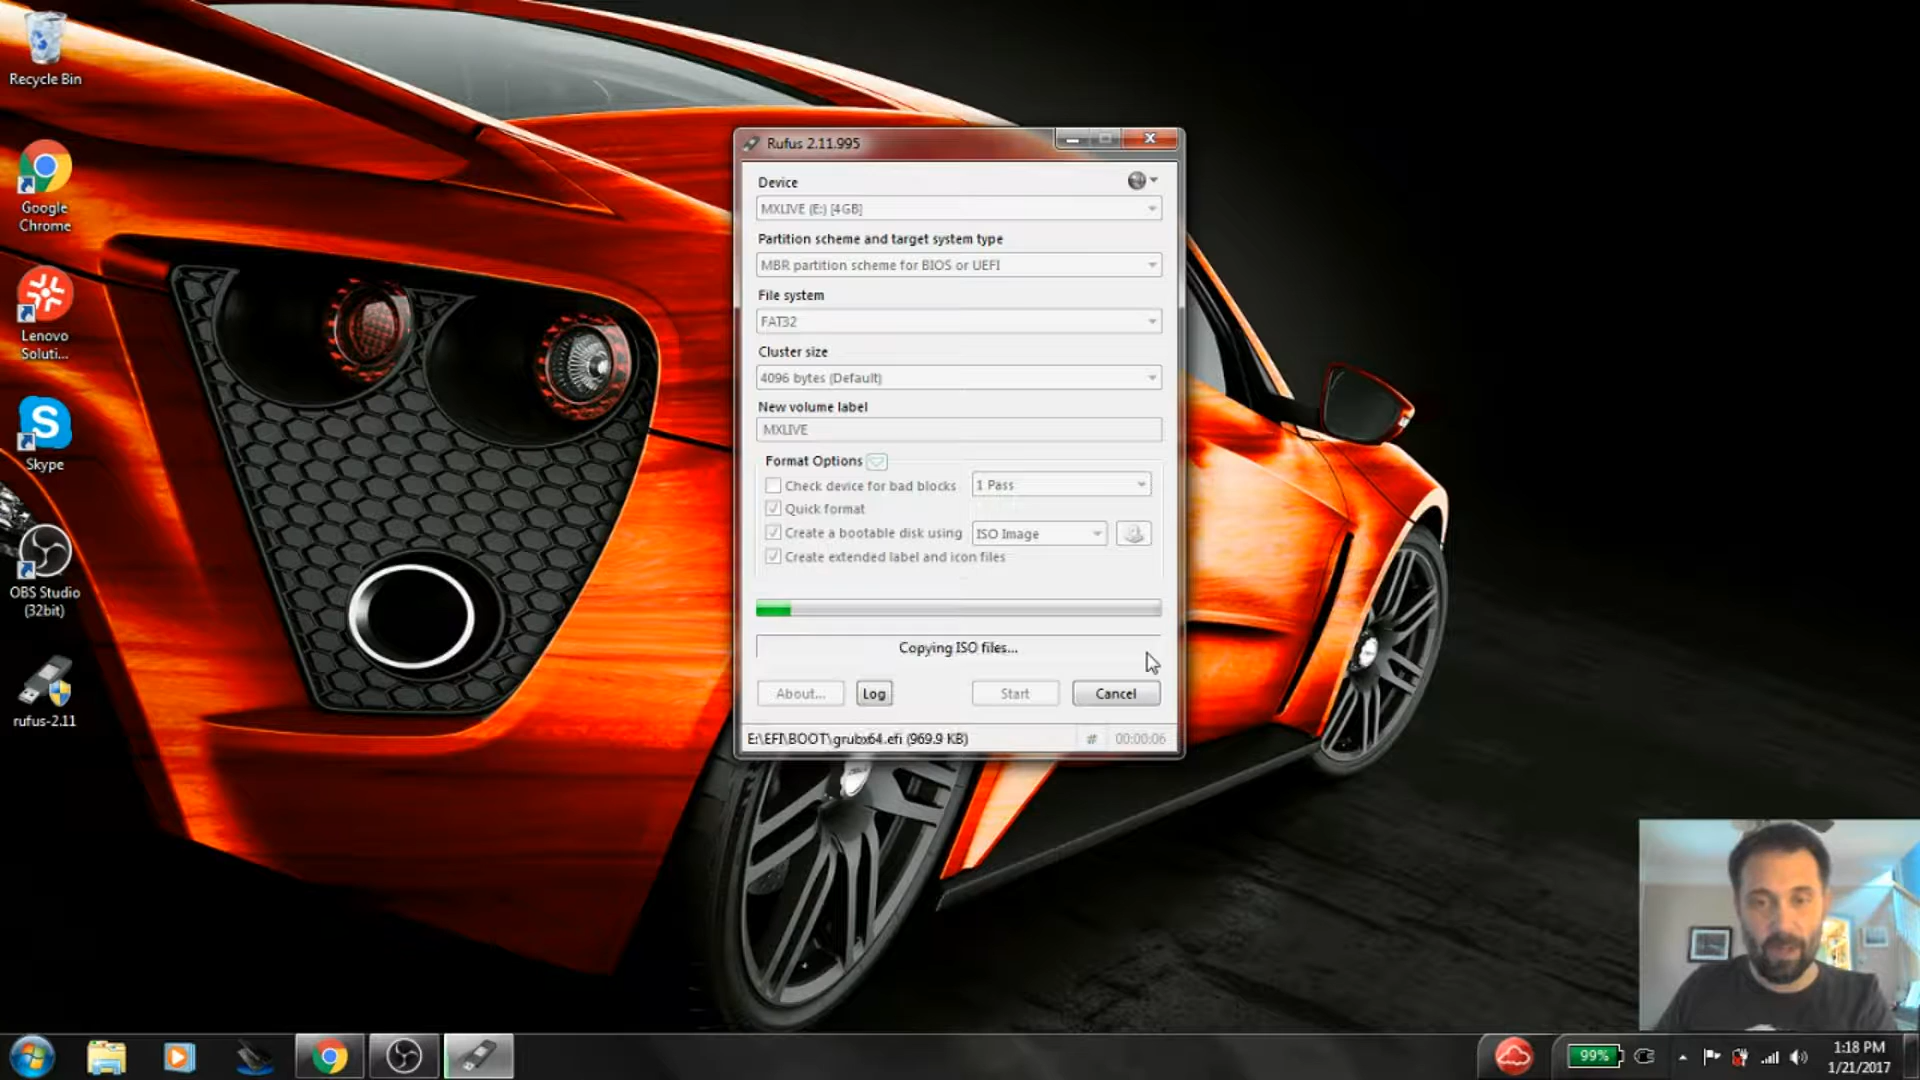 Recycle Bin
Google
Chrome
Lenovo
Soluti...
Skype
OBS Studio
(32bit)
rufus-2.11
Rufus 2.11.995
Device
MXLIVE (E:) [4GB]
Partition scheme and target system type
MBR partition scheme for BIOS or UEFI
File system
FAT32
Cluster size
4096 bytes (Default)
New volume label
MXLIVE
Format Options
Check device for bad blocks
1 Pass
Quick format
Create a bootable disk using
ISO Image
Create extended label and icon files
Copying ISO files...
About...
Log
Start
Cancel
E:\EFI\BOOT\grubx64.efi (969.9 KB)
#
00:00:06
99%
1:18 PM
1/21/2017